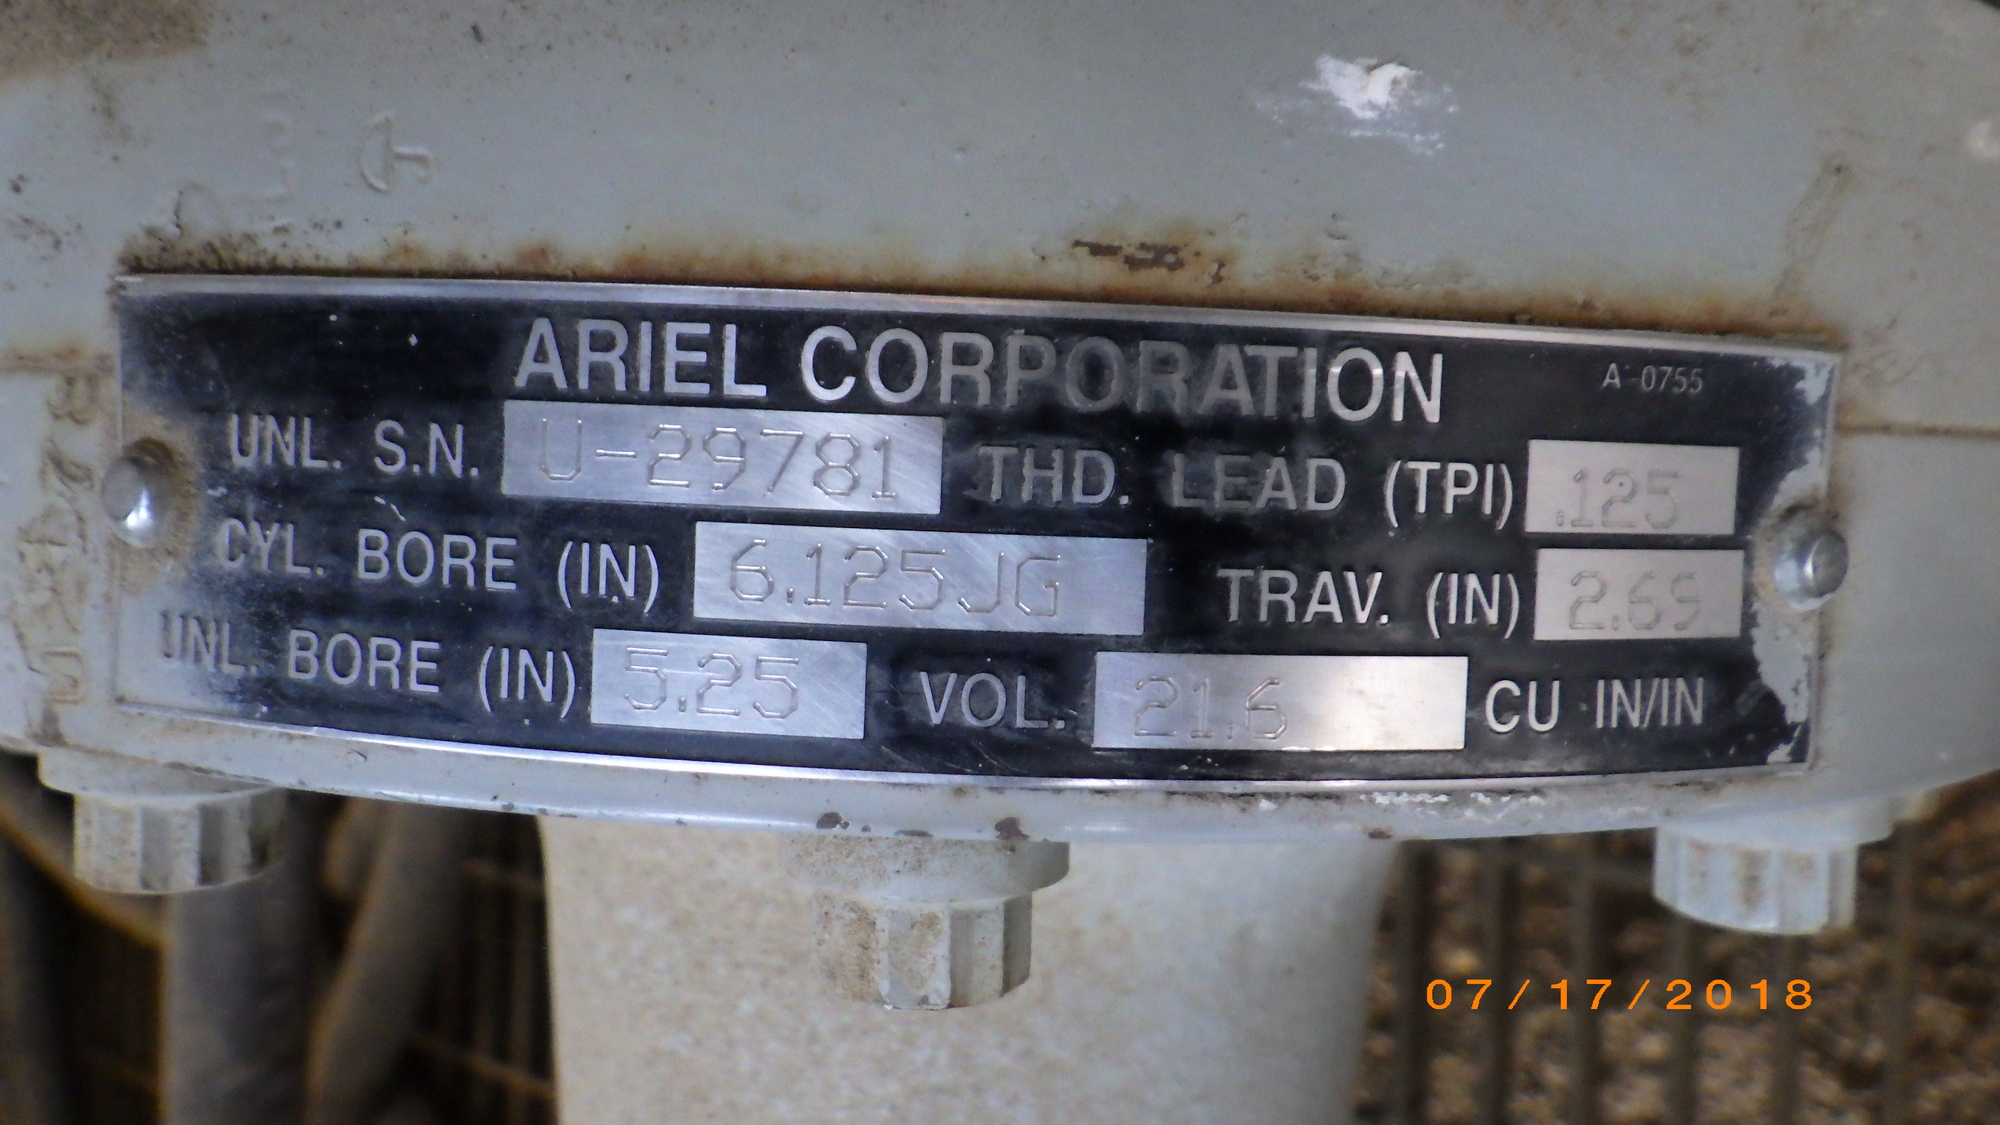 ARIEL CORPORATION
A-0755
UNL. S.N. U-29781 THD. LEAD (TPI) .125
CYL. BORE (IN) 6.125JG TRAV. (IN) 2.69
UNL. BORE (IN) 5.25 VOL. 21.6 CU IN/IN
07/17/2018